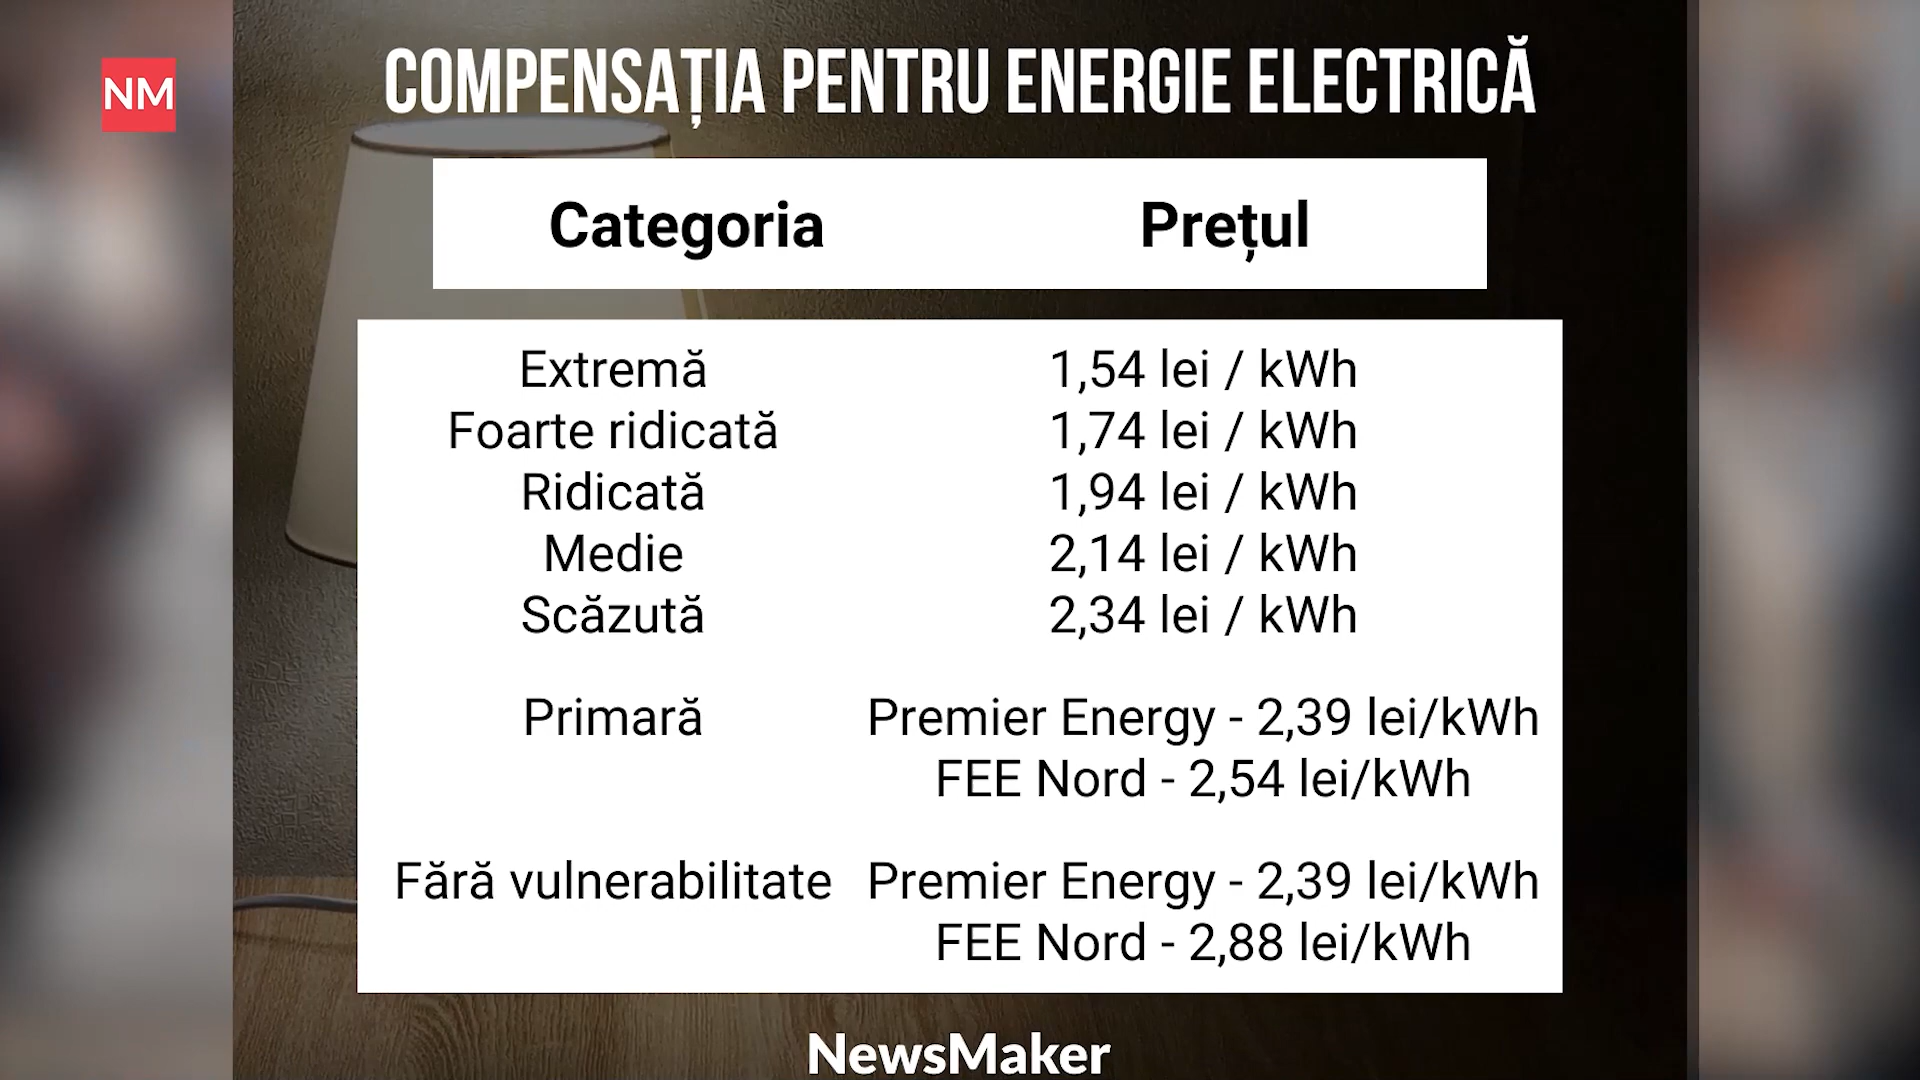 NM
COMPENSAȚIA PENTRU ENERGIE ELECTRICĂ
Categoria Prețul
Extremă 1,54 lei / kWh
Foarte ridicată 1,74 lei / kWh
Ridicată 1,94 lei / kWh
Medie 2,14 lei / kWh
Scăzută 2,34 lei / kWh
Primară Premier Energy - 2,39 lei/kWh
FEE Nord - 2,54 lei/kWh
Fără vulnerabilitate Premier Energy - 2,39 lei/kWh
FEE Nord - 2,88 lei/kWh
NewsMaker